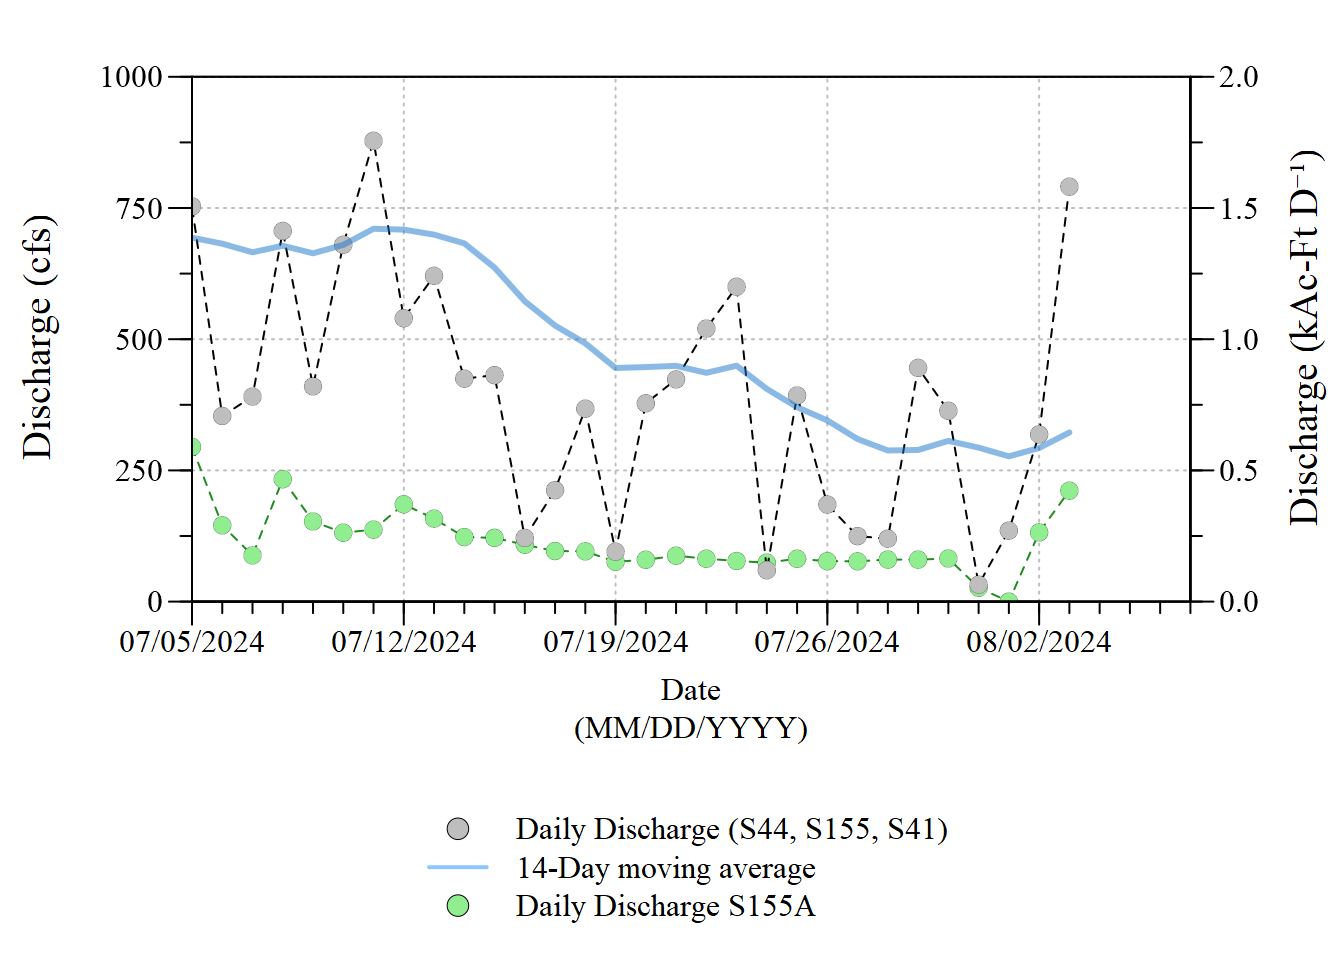 1000
750
500
250
0
Discharge (cfs)
2.0
1.5
1.0
0.5
0.0
Discharge (kAc-Ft D⁻¹)
07/05/2024 07/12/2024 07/19/2024 07/26/2024 08/02/2024
Date
(MM/DD/YYYY)
Daily Discharge (S44, S155, S41)
14-Day moving average
Daily Discharge S155A